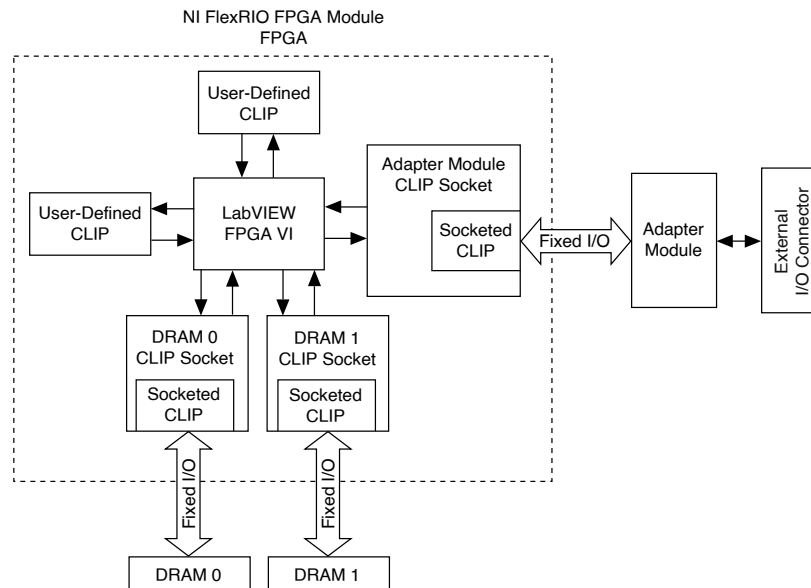 NI FlexRIO FPGA Module
FPGA
User-Defined
CLIP
User-Defined
CLIP
LabVIEW
FPGA VI
Adapter Module
CLIP Socket
Socketed
CLIP
Fixed I/O
Adapter
Module
External
I/O Connector
DRAM 0
CLIP Socket
Socketed
CLIP
DRAM 1
CLIP Socket
Socketed
CLIP
Fixed I/O
Fixed I/O
DRAM 0
DRAM 1